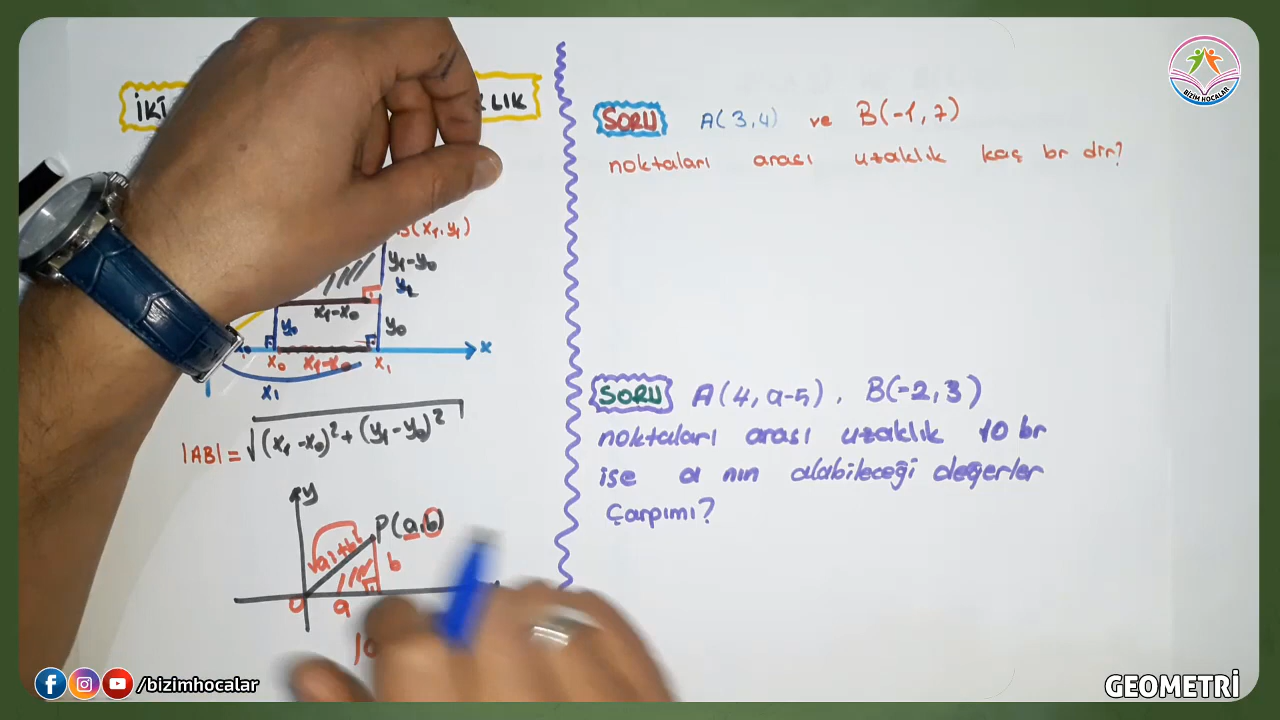 İKİ
KLIK
B(x₁,y₁)
y₁-y₀
y₁
x₁-x₀
y₀
y₀
x
x₀
x₁-x₀
x₁
x₁
|AB| = √(x₁-x₀)²+(y₁-y₀)²
y
P(a,b)
b
O
a
SORU A(3,4) ve B(-1,7)
noktaları arası uzaklık kaç br dir?
SORU A(4,a-5), B(-2,3)
noktaları arası uzaklık 10 br
ise a nın alabileceği değerler
çarpımı?
BİZİM HOCALAR
/bizimhocalar
GEOMETRİ